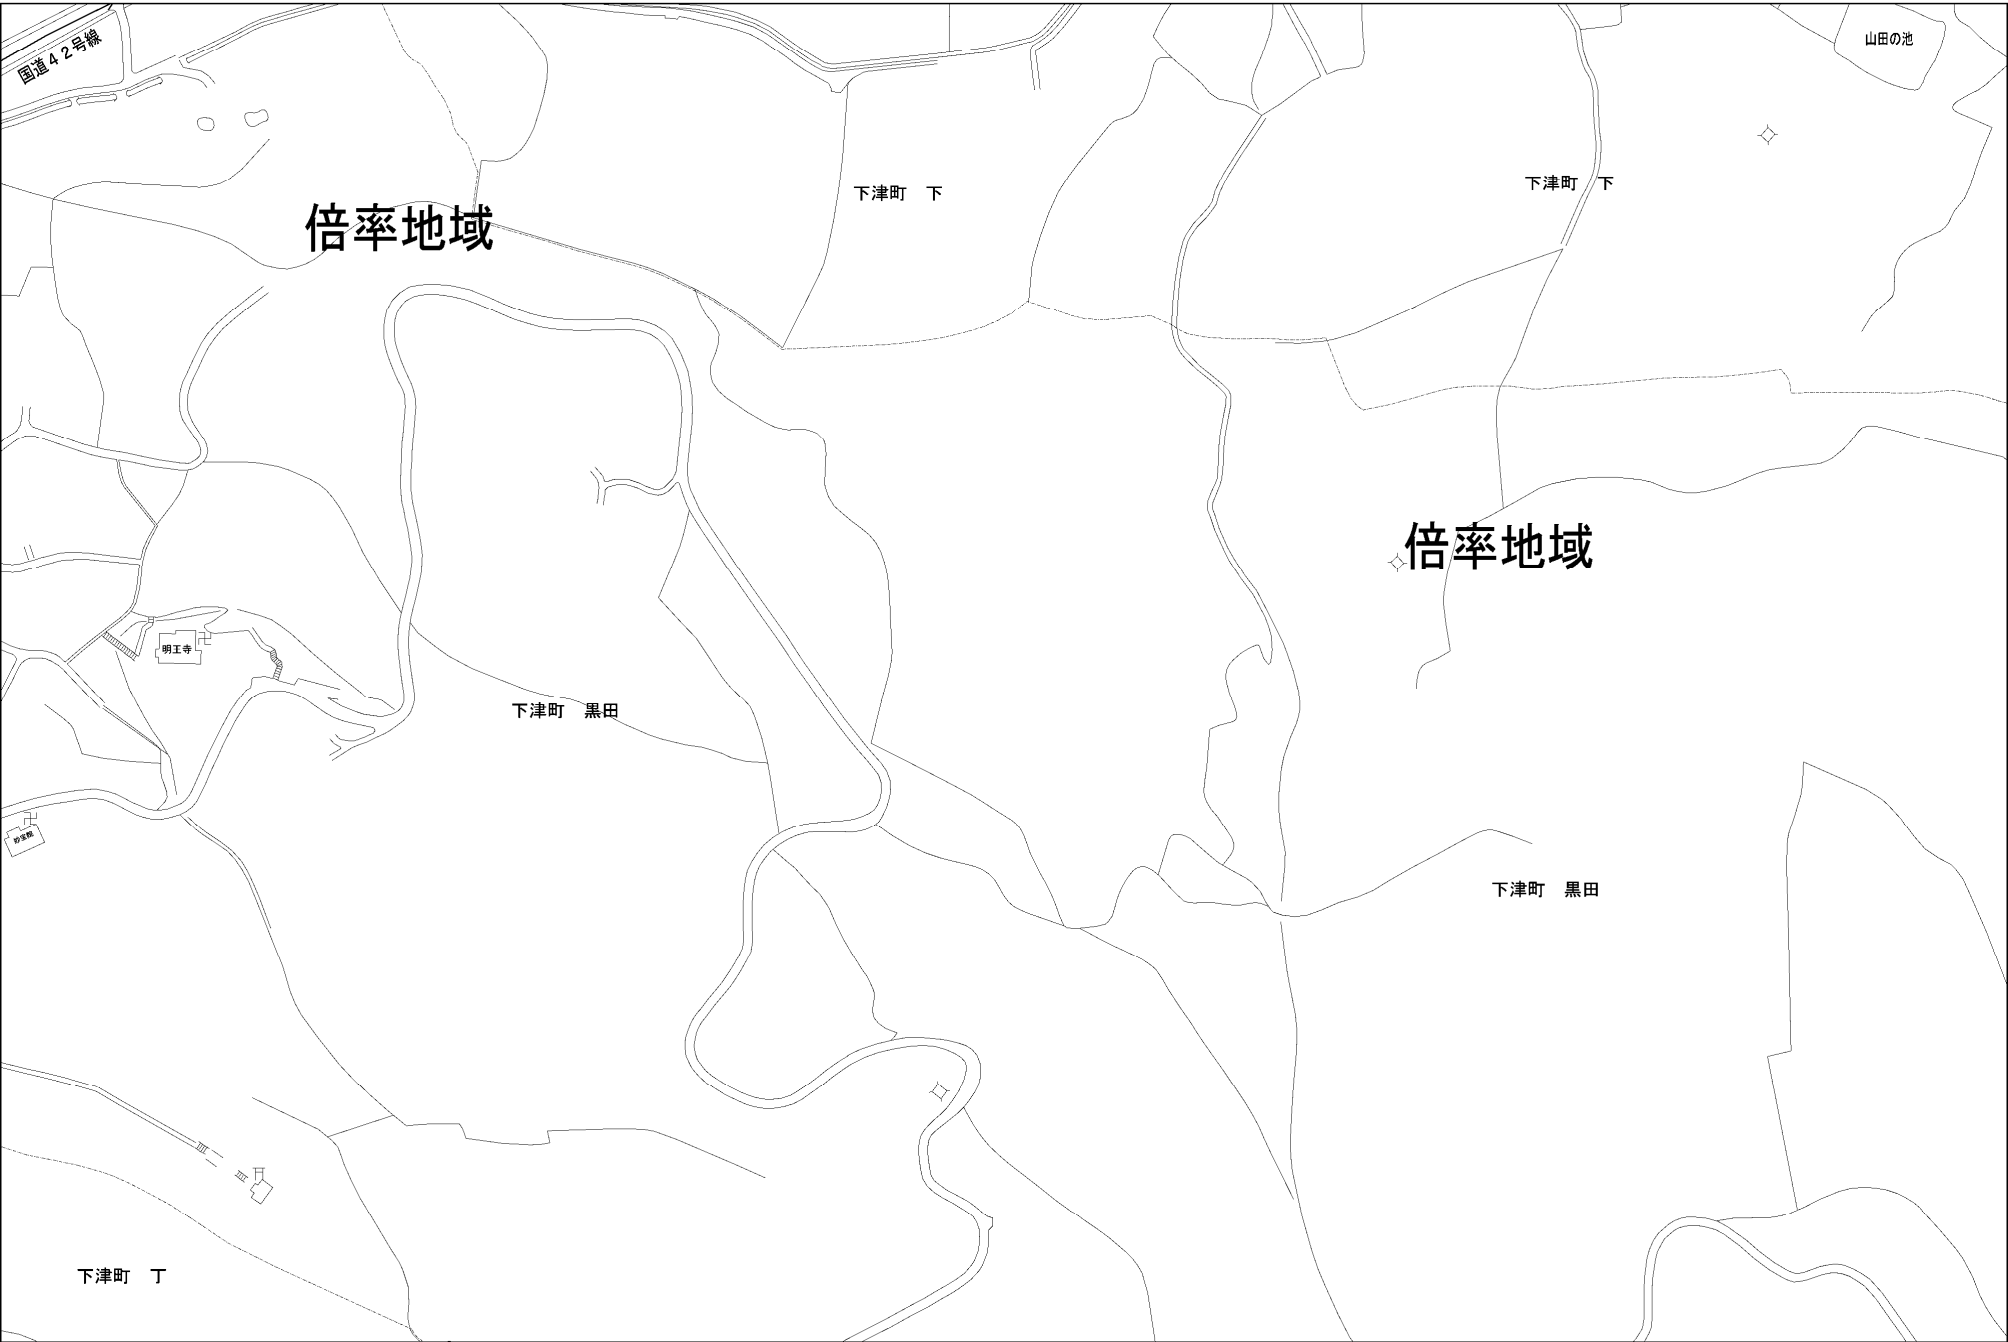 国道42号線
山田の池
下津町　下
下津町　下
倍率地域
倍率地域
明王寺
下津町　黒田
下津町　黒田
下津町　丁